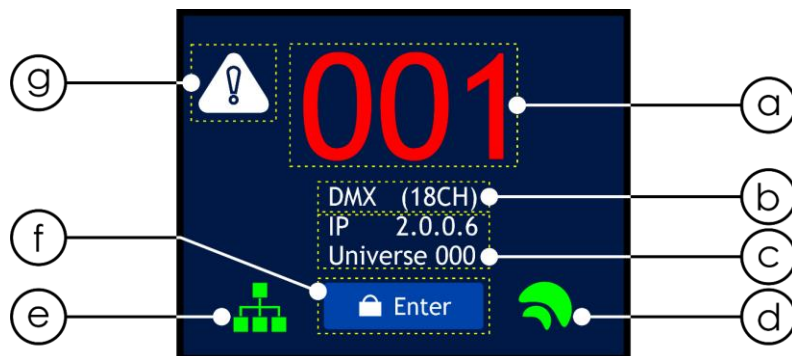 g
001
a
DMX (18CH)
b
IP 2.0.0.6
Universe 000
c
f
Enter
e
d